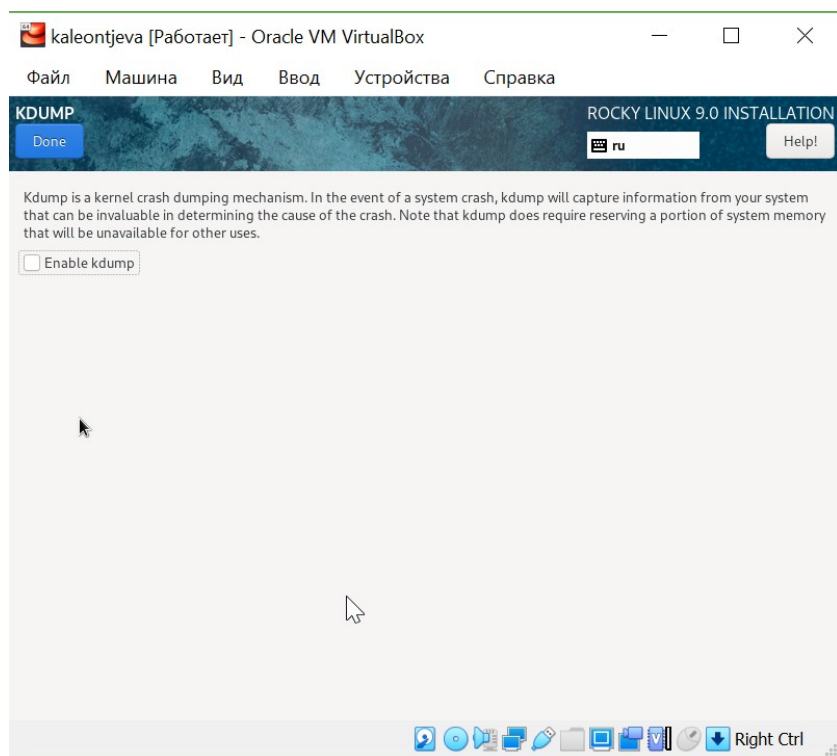 kaleontjeva [Работает] - Oracle VM VirtualBox
Файл Машина Вид Ввод Устройства Справка
KDUMP
ROCKY LINUX 9.0 INSTALLATION
Done
ru
Help!
Kdump is a kernel crash dumping mechanism. In the event of a system crash, kdump will capture information from your system
that can be invaluable in determining the cause of the crash. Note that kdump does require reserving a portion of system memory
that will be unavailable for other uses.
Enable kdump
Right Ctrl